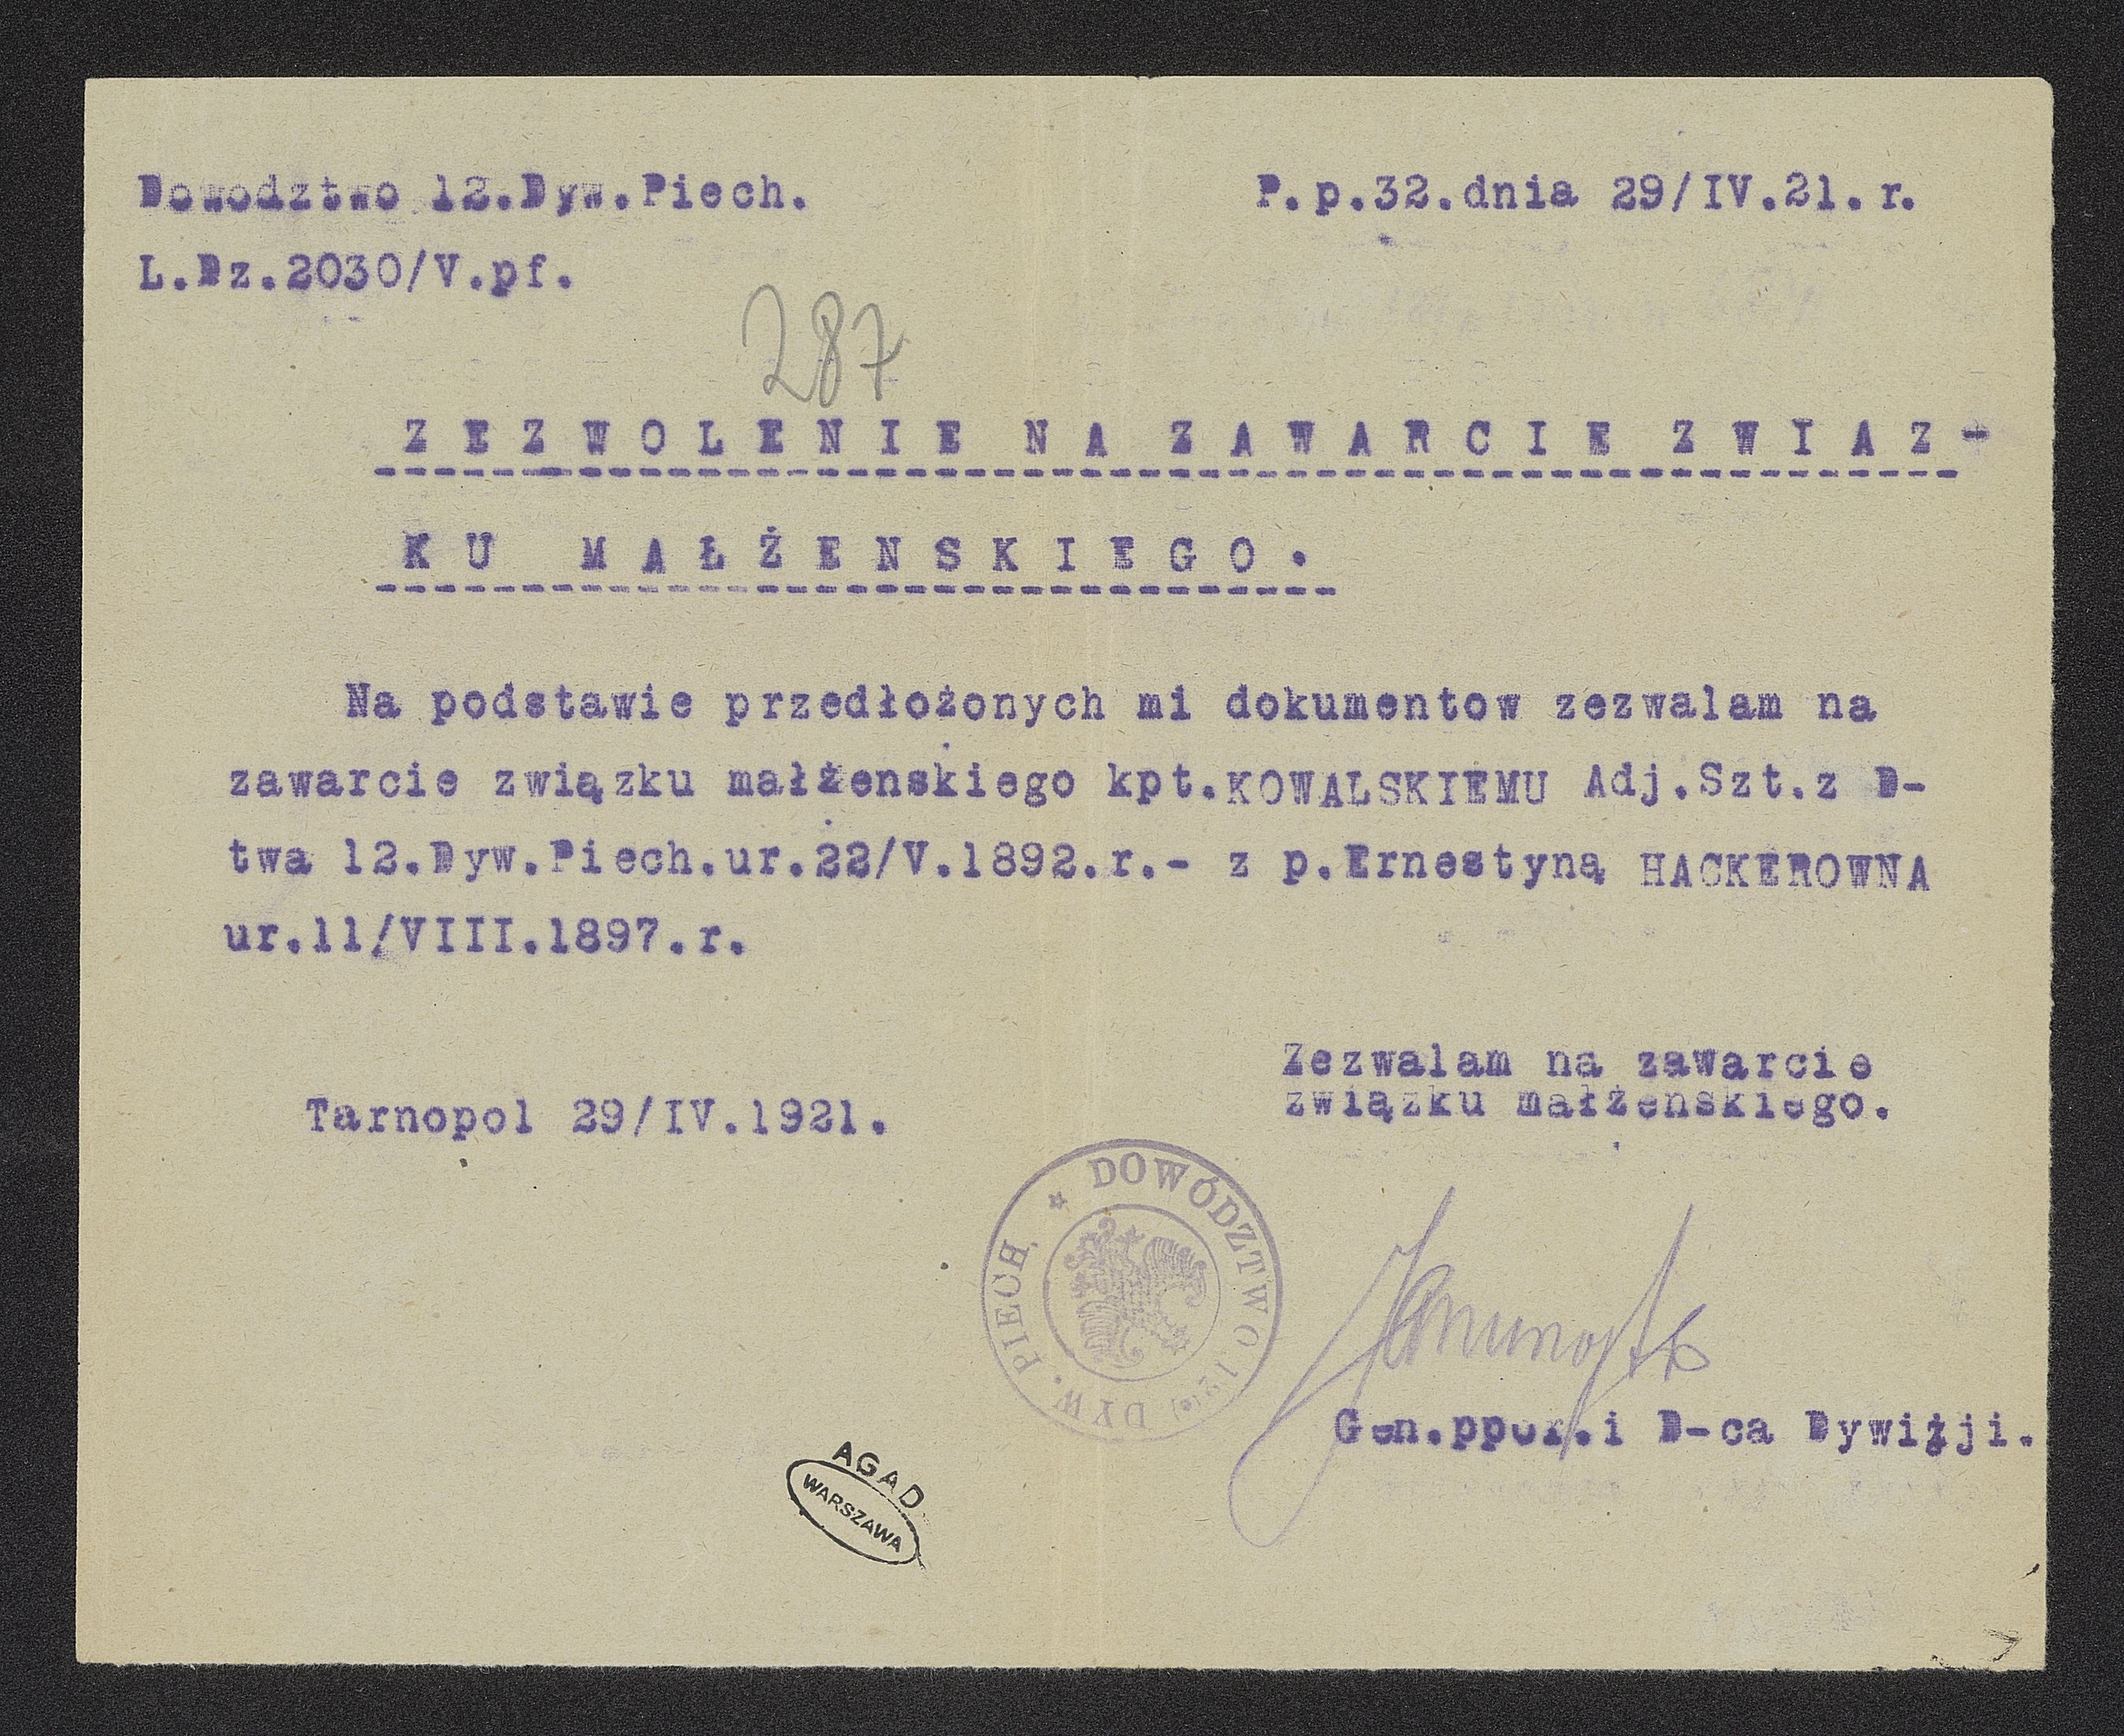 Dowodztwo 12.Dyw.Piech.
P.p.32.dnia 29/IV.21.r.
L.Dz.2030/V.pf.
287
ZEZWOLENIE NA ZAWARCIE ZWIAZ-
KU MAŁŻENSKIEGO.
Na podstawie przedłożonych mi dokumentow zezwalam na
zawarcie związku małżenskiego kpt.KOWALSKIEMU Adj.Szt.z D-
twa 12.Dyw.Piech.ur.22/V.1892.r.- z p.Ernestyną HACKEROWNA
ur.11/VIII.1897.r.
Zezwalam na zawarcie
związku małżenskiego.
Tarnopol 29/IV.1921.
DOWÓDZTWO 12(e) DYW. PIECH.
Gen.ppor.i D-ca Dywiżji.
AGAD
WARSZAWA